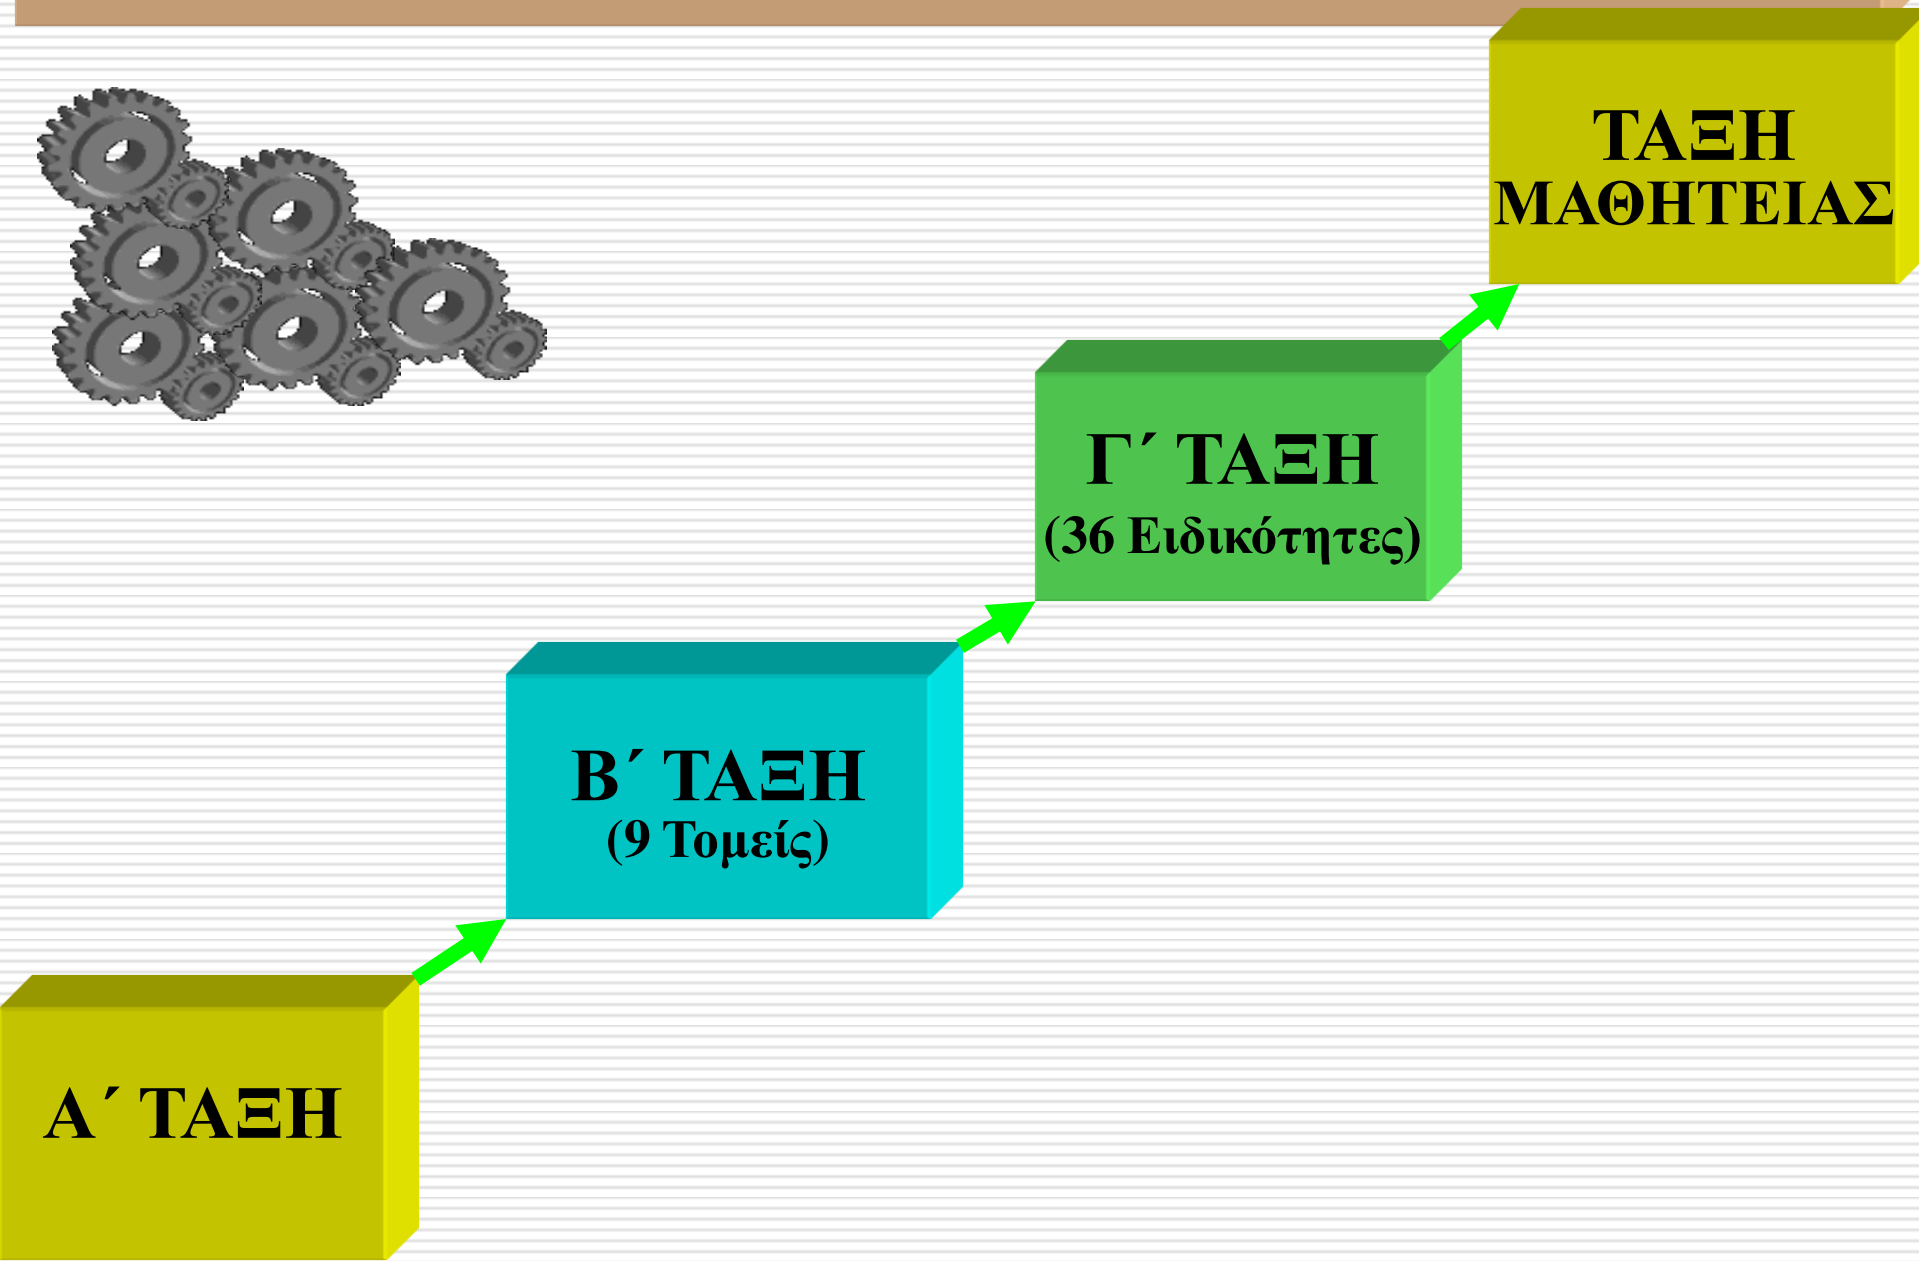 ΤΑΞΗ
ΜΑΘΗΤΕΙΑΣ
Γ΄ ΤΑΞΗ
(36 Ειδικότητες)
Β΄ ΤΑΞΗ
(9 Τομείς)
Α΄ ΤΑΞΗ